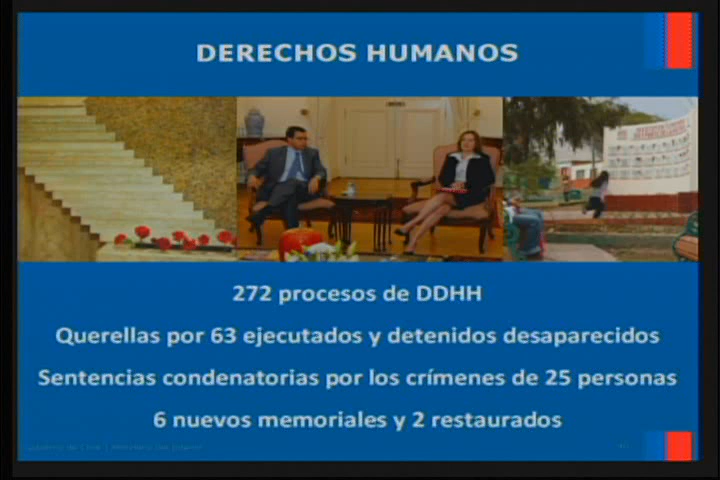 DERECHOS HUMANOS
272 procesos de DDHH
Querellas por 63 ejecutados y detenidos desaparecidos
Sentencias condenatorias por los crímenes de 25 personas
6 nuevos memoriales y 2 restaurados